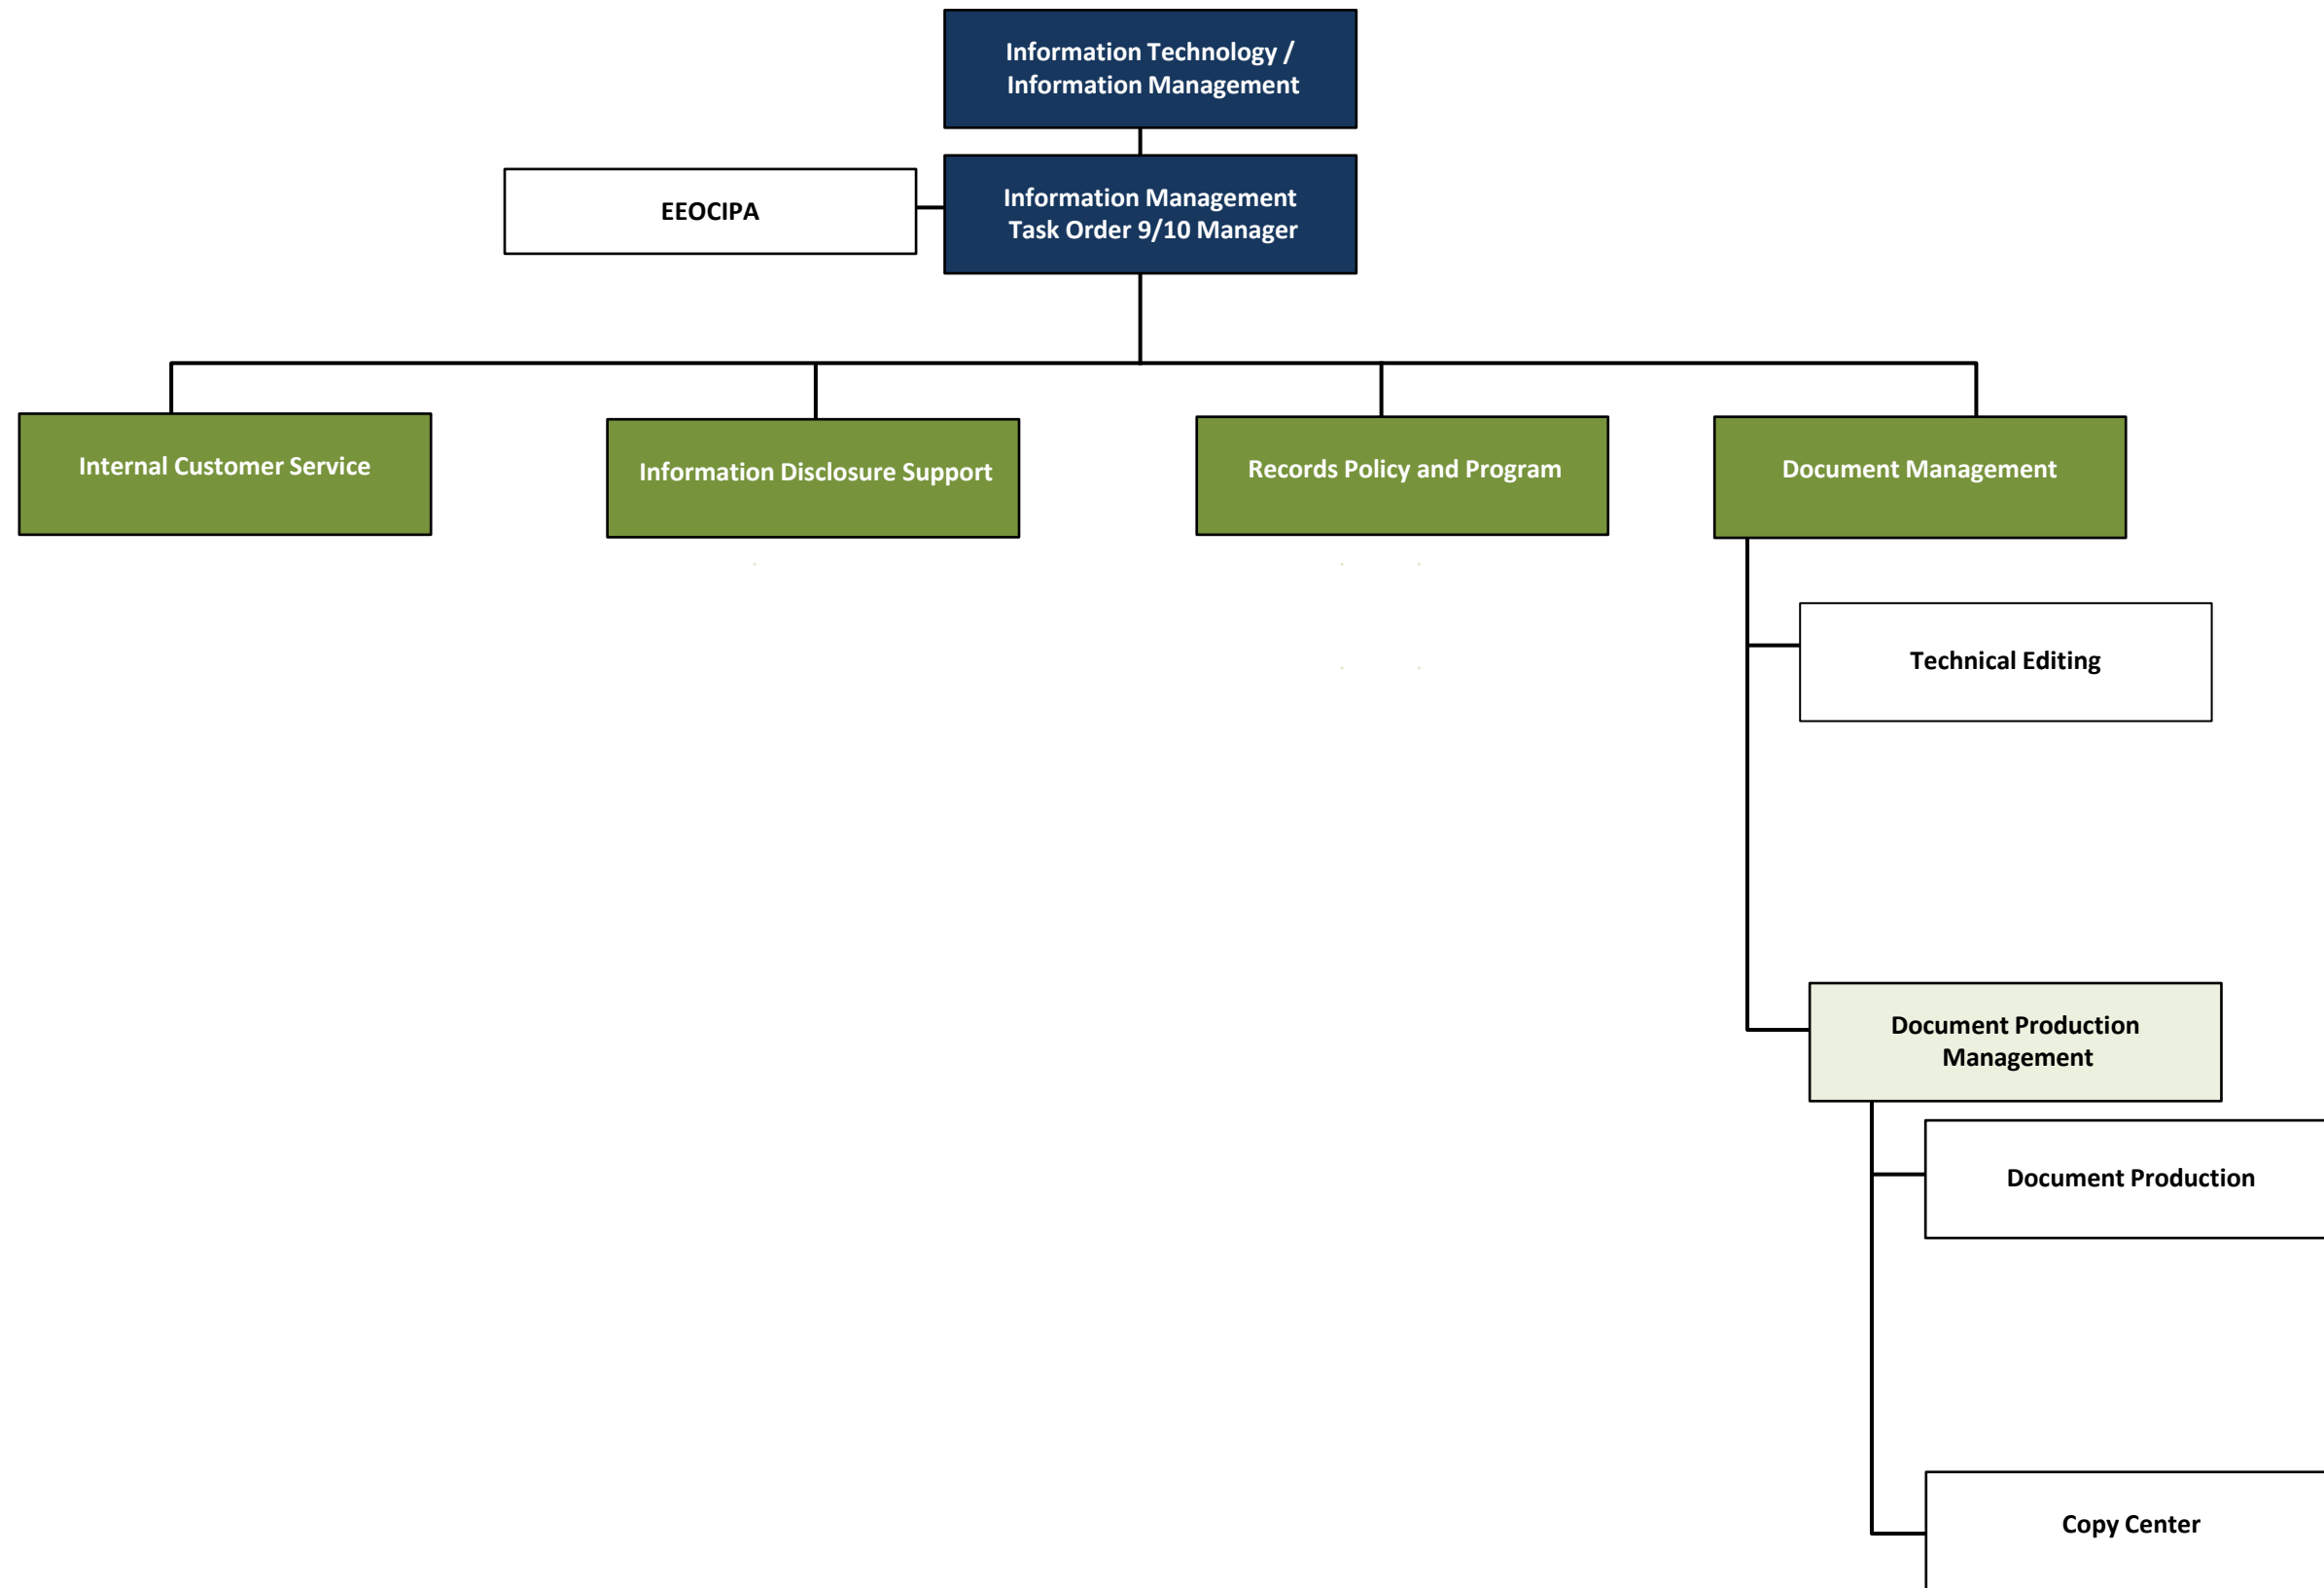 Information Technology /
Information Management
EEOCIPA
Information Management
Task Order 9/10 Manager
Internal Customer Service
Information Disclosure Support
Records Policy and Program
Document Management
Technical Editing
Document Production
Management
Document Production
Copy Center